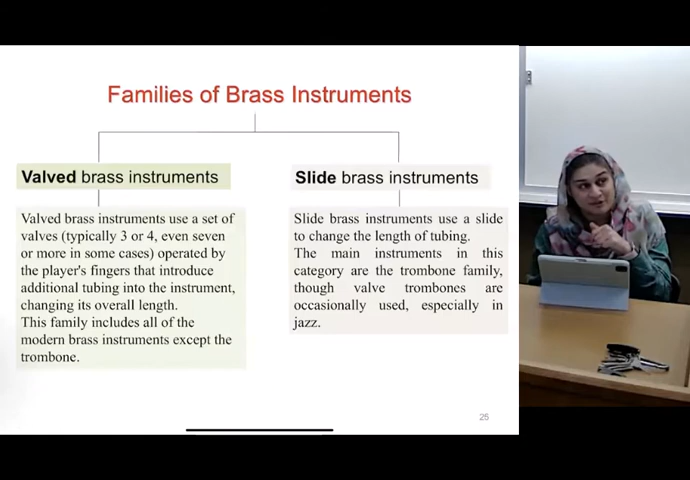 Families of Brass Instruments
Valved brass instruments
Slide brass instruments
Valved brass instruments use a set of
valves (typically 3 or 4, even seven
or more in some cases) operated by
the player's fingers that introduce
additional tubing into the instrument,
changing its overall length.
This family includes all of the
modern brass instruments except the
trombone.
Slide brass instruments use a slide
to change the length of tubing.
The main instruments in this
category are the trombone family,
though valve trombones are
occasionally used, especially in
jazz.
25